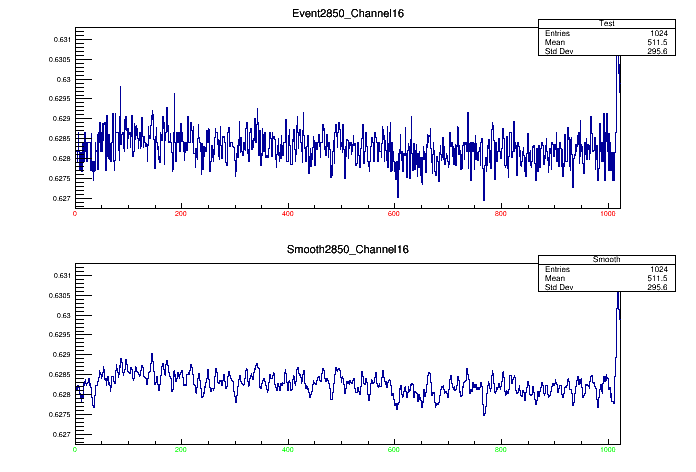 Event2850_Channel16
Test
Entries 1024
Mean 511.5
Std Dev 295.6
0.631
0.6305
0.63
0.6295
0.629
0.6285
0.628
0.6275
0.627
0 200 400 600 800 1000
Smooth2850_Channel16
Smooth
Entries 1024
Mean 511.5
Std Dev 295.6
0.631
0.6305
0.63
0.6295
0.629
0.6285
0.628
0.6275
0.627
0 200 400 600 800 1000